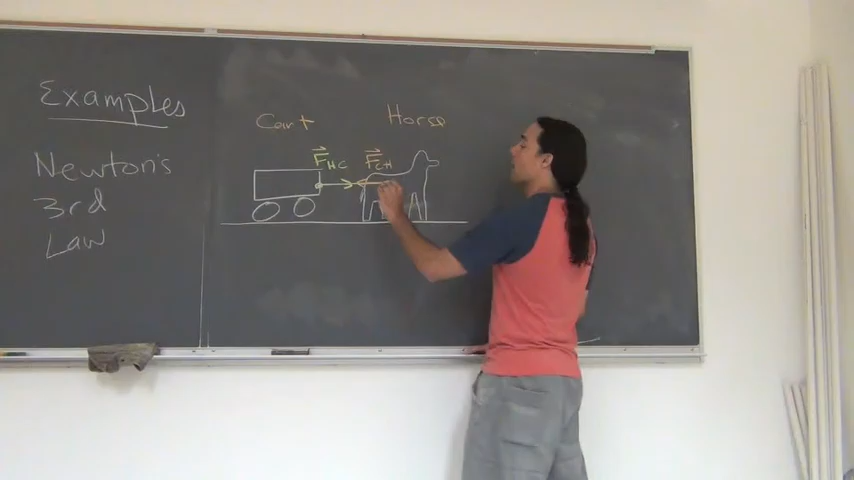 Examples
Newton's
3rd
Law
Cart Horse
F⃗HC F⃗CH